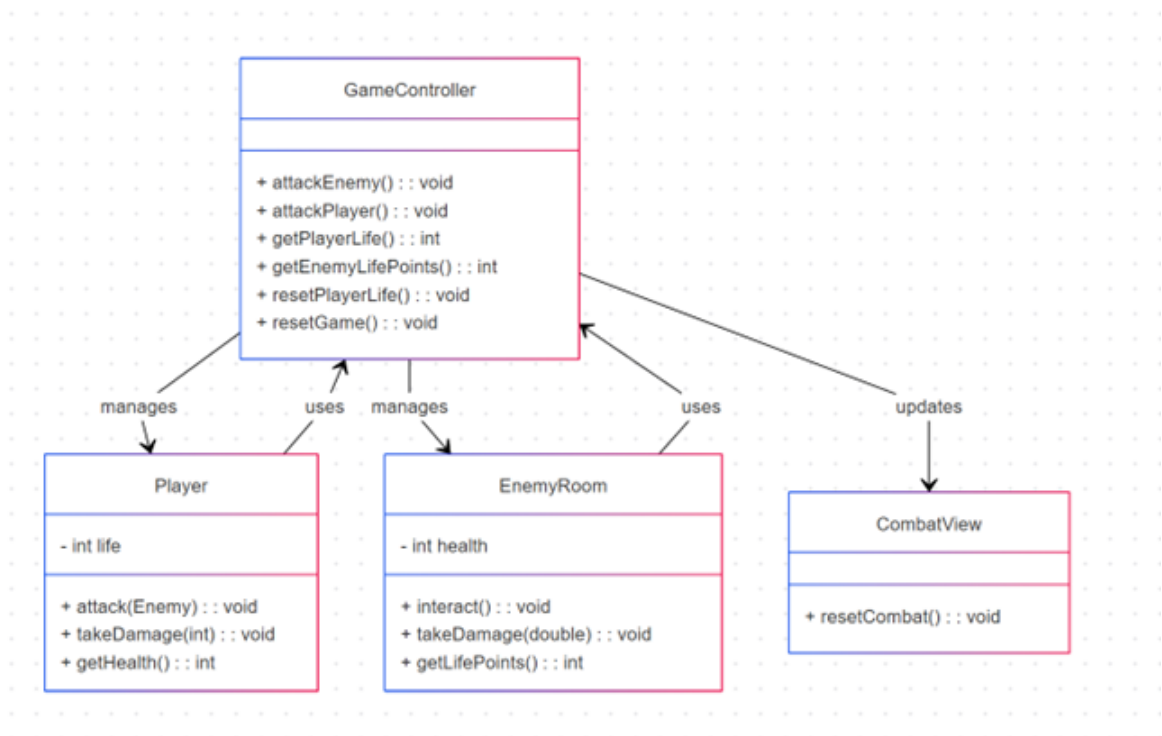 GameController
+ attackEnemy() : : void
+ attackPlayer() : : void
+ getPlayerLife() : : int
+ getEnemyLifePoints() : : int
+ resetPlayerLife() : : void
+ resetGame() : : void
manages
uses
manages
uses
updates
Player
- int life
+ attack(Enemy) : : void
+ takeDamage(int) : : void
+ getHealth() : : int
EnemyRoom
- int health
+ interact() : : void
+ takeDamage(double) : : void
+ getLifePoints() : : int
CombatView
+ resetCombat() : : void